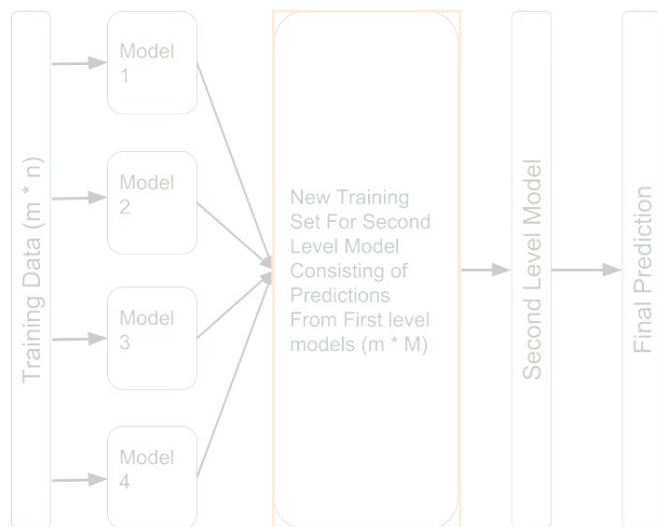 Training Data (m * n)
Model
1
Model
2
Model
3
Model
4
New Training
Set For Second
Level Model
Consisting of
Predictions
From First level
models (m * M)
Second Level Model
Final Prediction